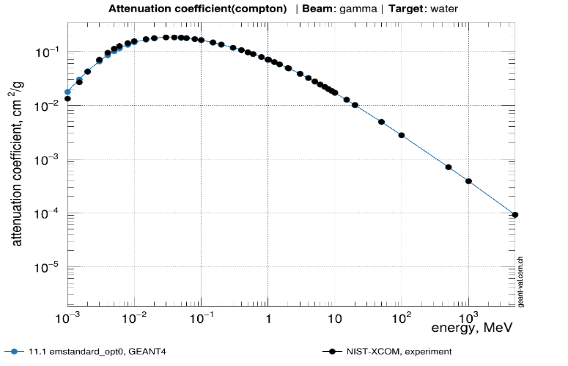 Attenuation coefficient(compton) | Beam: gamma | Target: water
attenuation coefficient, cm²/g
10⁻¹
10⁻²
10⁻³
10⁻⁴
10⁻⁵
10⁻³ 10⁻² 10⁻¹ 1 10 10² 10³
energy, MeV
geant-val.cern.ch
11.1 emstandard_opt0, GEANT4
NIST-XCOM, experiment